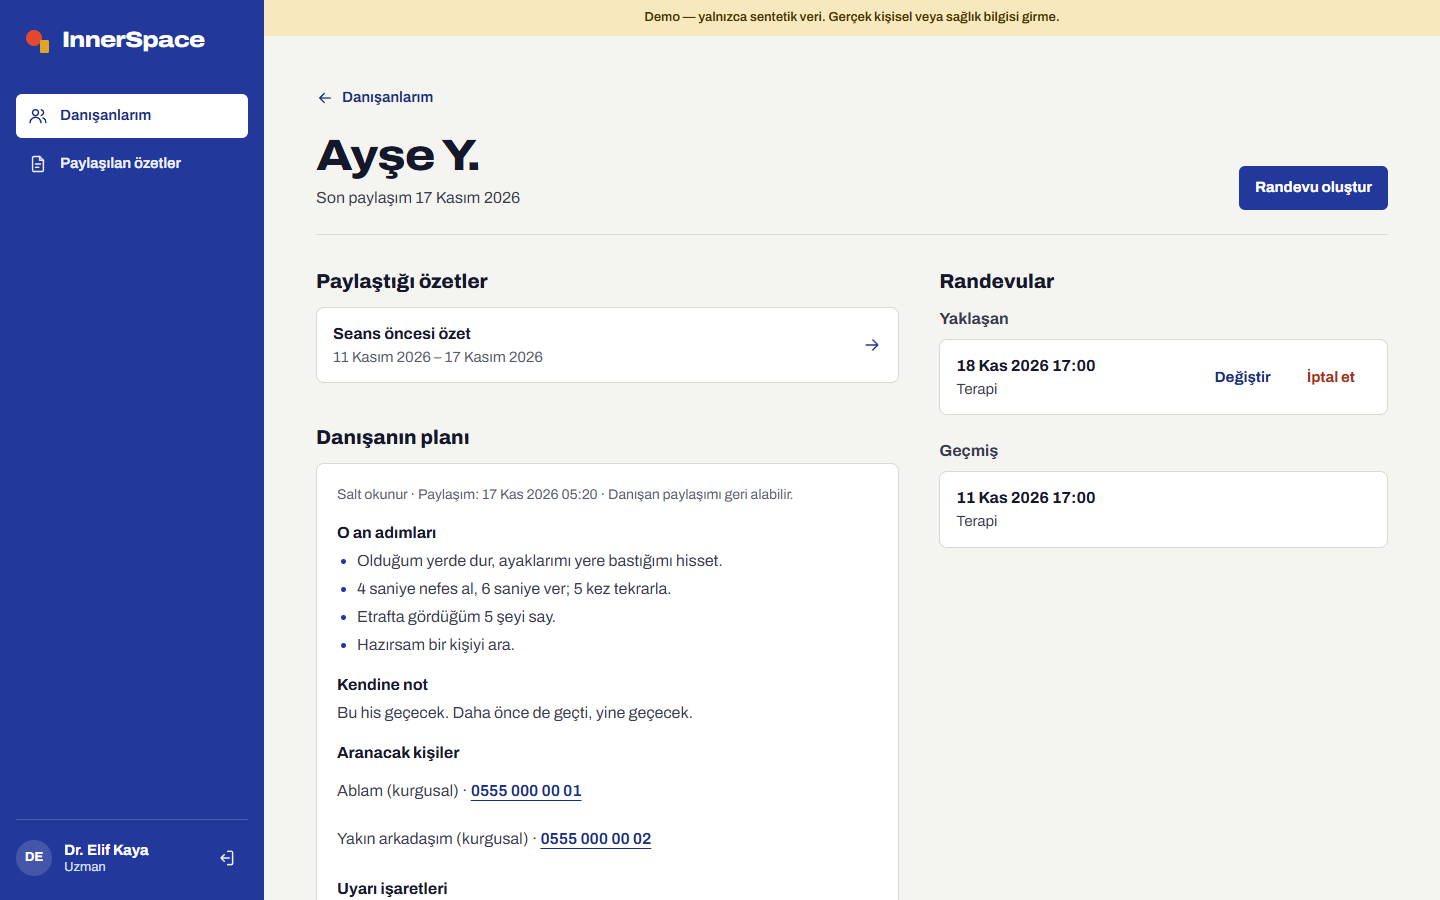 InnerSpace
Danışanlarım
Paylaşılan özetler
DE
Dr. Elif Kaya
Uzman
Demo — yalnızca sentetik veri. Gerçek kişisel veya sağlık bilgisi girme.
← Danışanlarım
Ayşe Y.
Son paylaşım 17 Kasım 2026
Randevu oluştur
Paylaştığı özetler
Seans öncesi özet
11 Kasım 2026 – 17 Kasım 2026
Danışanın planı
Salt okunur · Paylaşım: 17 Kas 2026 05:20 · Danışan paylaşımı geri alabilir.
O an adımları
• Olduğum yerde dur, ayaklarımı yere bastığımı hisset.
• 4 saniye nefes al, 6 saniye ver; 5 kez tekrarla.
• Etrafta gördüğüm 5 şeyi say.
• Hazırsam bir kişiyi ara.
Kendine not
Bu his geçecek. Daha önce de geçti, yine geçecek.
Aranacak kişiler
Ablam (kurgusal) · 0555 000 00 01
Yakın arkadaşım (kurgusal) · 0555 000 00 02
Uyarı işaretleri
Randevular
Yaklaşan
18 Kas 2026 17:00
Terapi
Değiştir
İptal et
Geçmiş
11 Kas 2026 17:00
Terapi